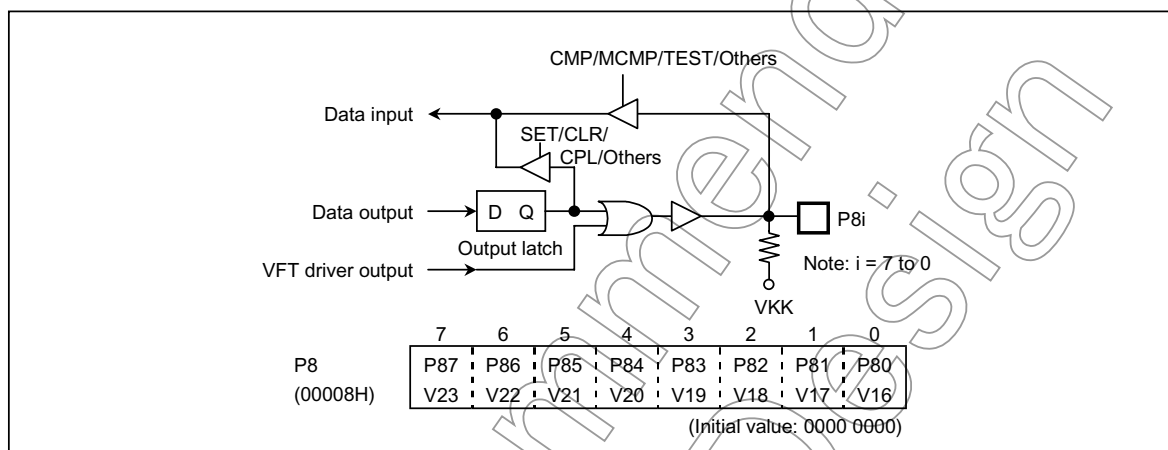 CMP/MCMP/TEST/Others
Data input
SET/CLR/
CPL/Others
Data output
D Q
P8i
Output latch
Note: i = 7 to 0
VFT driver output
VKK
7 6 5 4 3 2 1 0
P8 P87 P86 P85 P84 P83 P82 P81 P80
(00008H) V23 V22 V21 V20 V19 V18 V17 V16
(Initial value: 0000 0000)